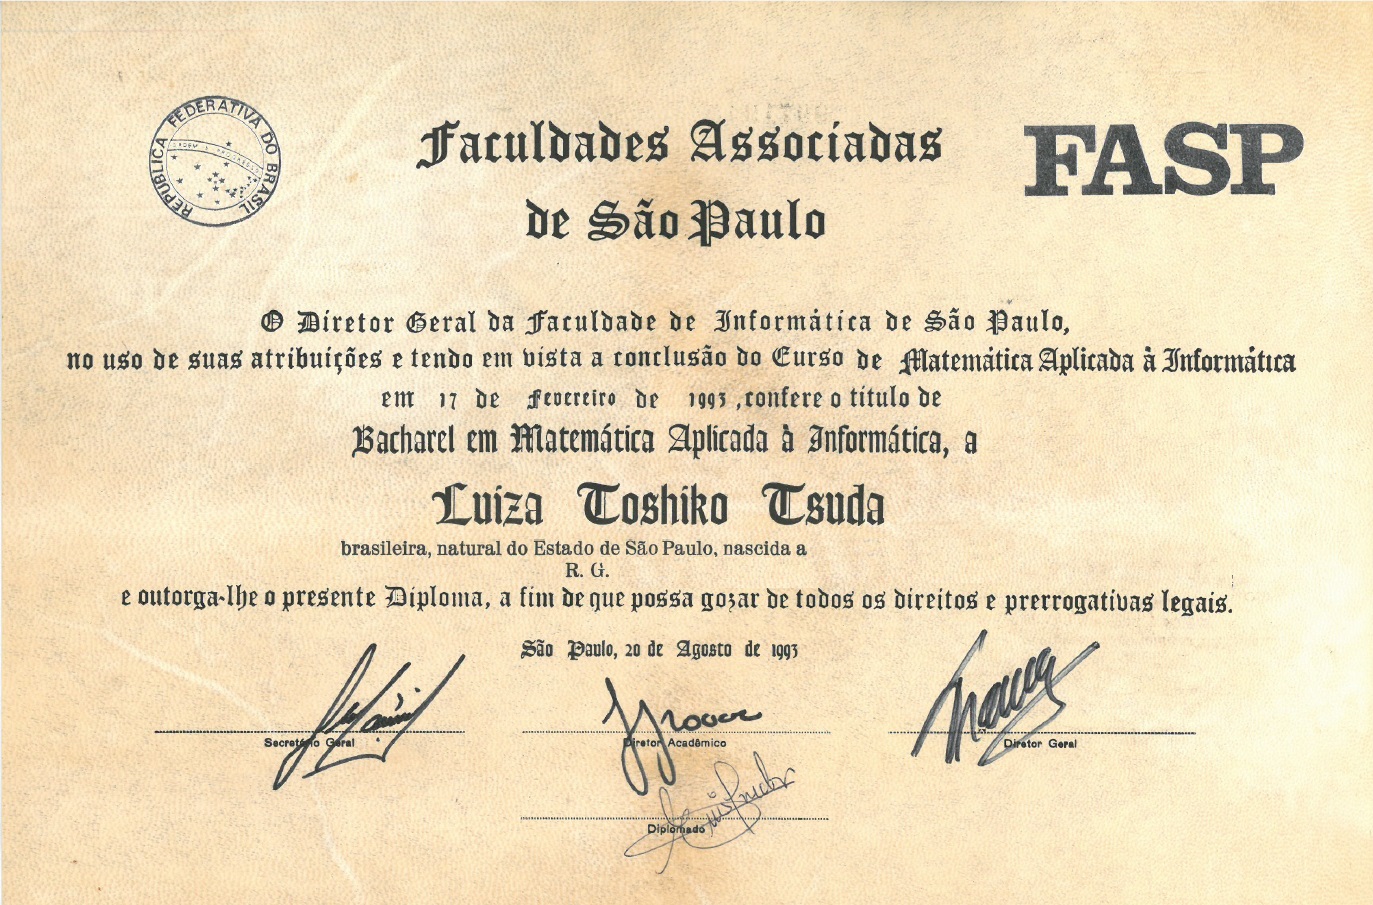 REPUBLICA FEDERATIVA DO BRASIL
Faculdades Associadas
de São Paulo
FASP
O Diretor Geral da Faculdade de Informática de São Paulo,
no uso de suas atribuições e tendo em vista a conclusão do Curso de Matemática Aplicada à Informática
em 17 de Fevereiro de 1993, confere o titulo de
Bacharel em Matemática Aplicada à Informática, a
Luiza Toshiko Tsuda
brasileira, natural do Estado de São Paulo, nascida a
R. G.
e outorga-lhe o presente Diploma, a fim de que possa gozar de todos os direitos e prerrogativas legais.
São Paulo, 20 de Agosto de 1993
Secretário Geral
Diretor Acadêmico
Diretor Geral
Diplomado